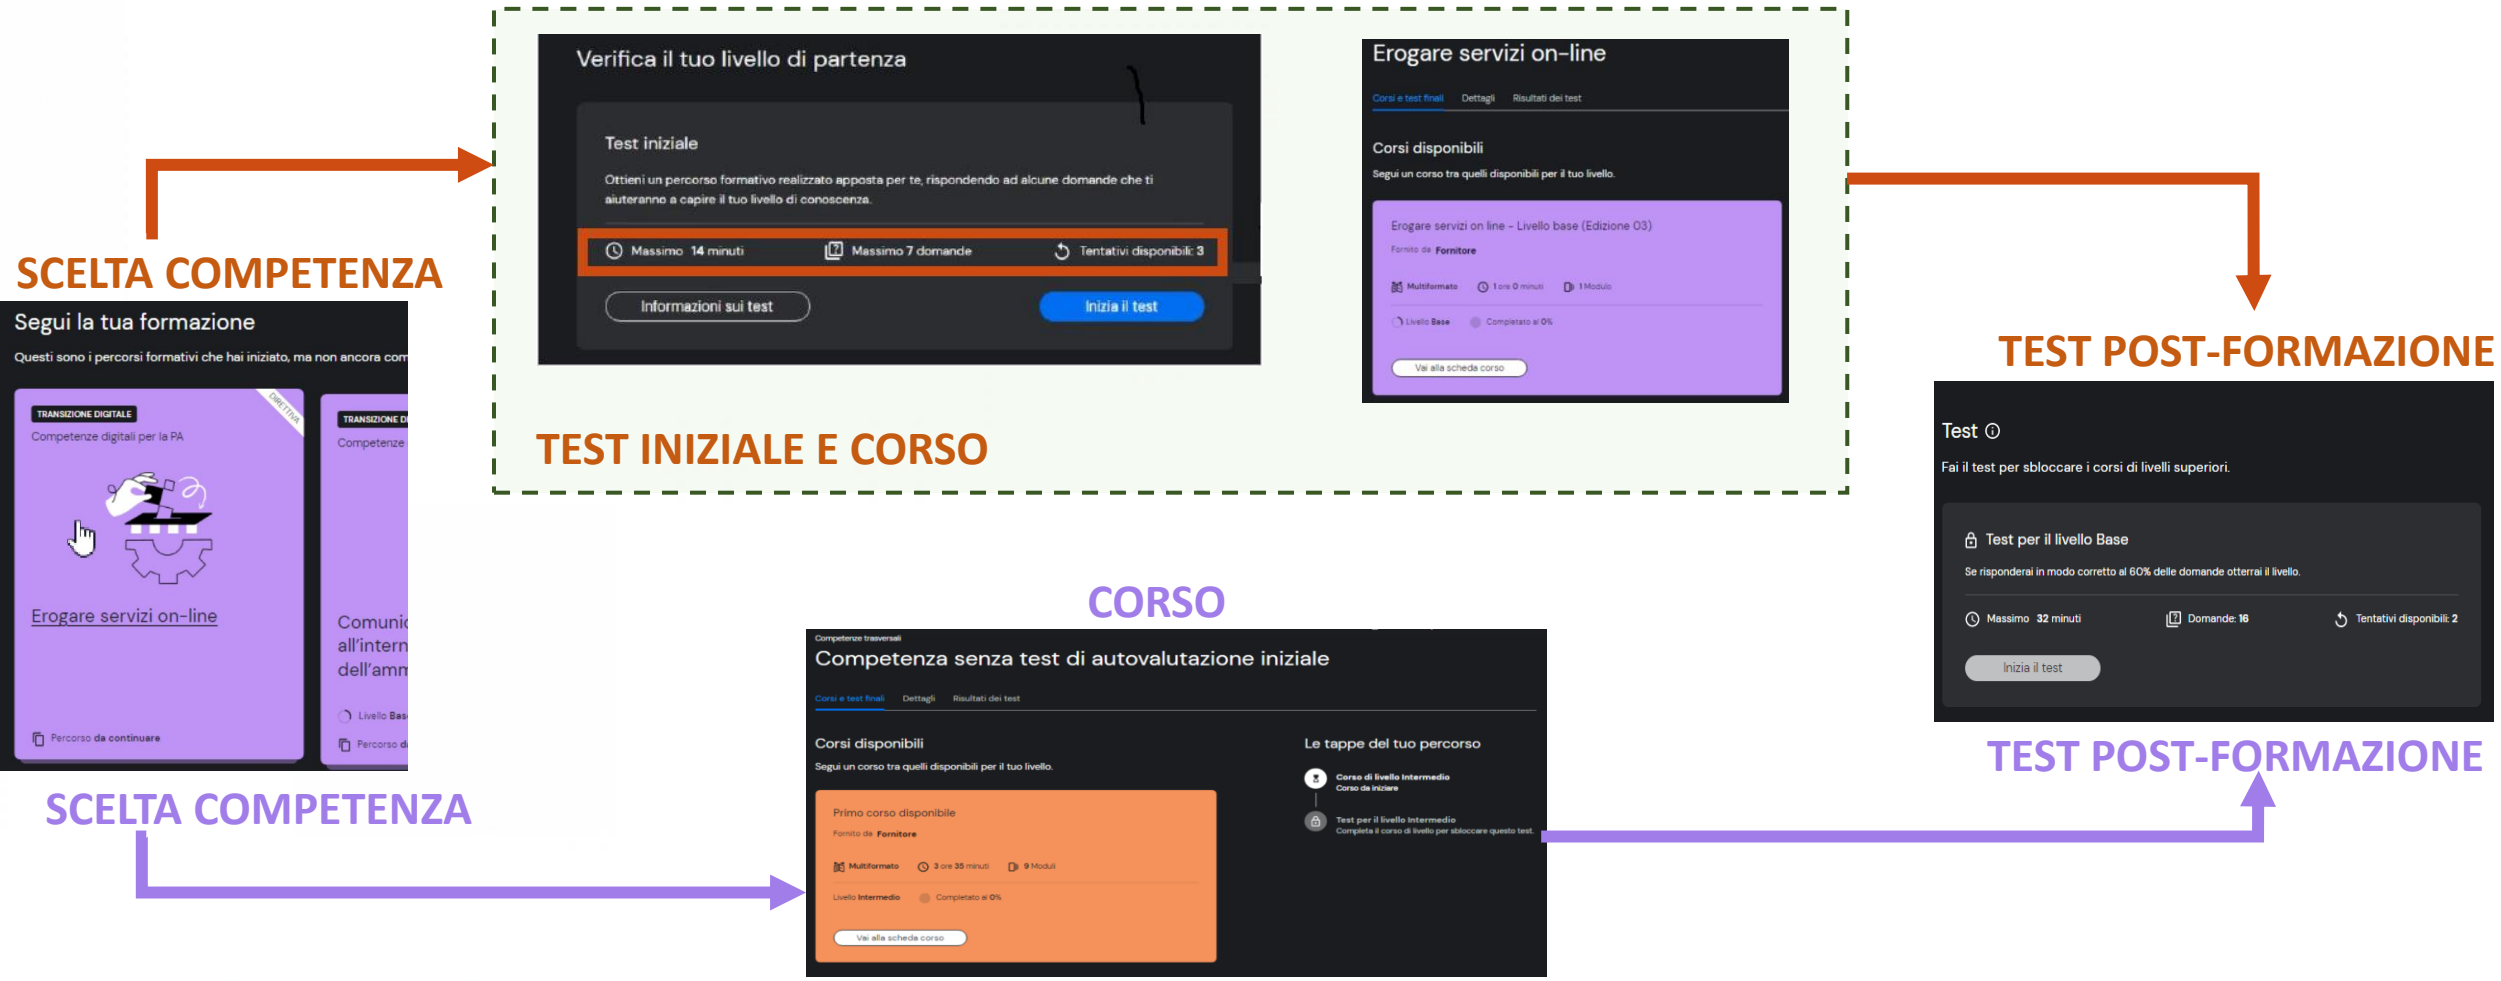 SCELTA COMPETENZA
Segui la tua formazione
Questi sono i percorsi formativi che hai iniziato, ma non ancora com
DIRETTIVA
TRANSIZIONE DIGITALE
Competenze digitali per la PA
Erogare servizi on-line
Percorso da continuare
TRANSIZIONE D
Competenze
Comunic
all'intern
dell'amm
Livello Bas
Percorso d
SCELTA COMPETENZA
Verifica il tuo livello di partenza
Test iniziale
Ottieni un percorso formativo realizzato apposta per te, rispondendo ad alcune domande che ti
aiuteranno a capire il tuo livello di conoscenza.
Massimo 14 minuti
Massimo 7 domande
Tentativi disponibili: 3
Informazioni sui test
Inizia il test
Erogare servizi on-line
Corsi e test finali Dettagli Risultati dei test
Corsi disponibili
Segui un corso tra quelli disponibili per il tuo livello.
Erogare servizi on line - Livello base (Edizione 03)
Fornito da Fornitore
Multiformato 1 ore 0 minuti 1 Modulo
Livello Base Completato al 0%
Vai alla scheda corso
TEST INIZIALE E CORSO
CORSO
Competenze trasversali
Competenza senza test di autovalutazione iniziale
Corsi e test finali Dettagli Risultati dei test
Corsi disponibili
Segui un corso tra quelli disponibili per il tuo livello.
Primo corso disponibile
Fornito da Fornitore
Multiformato 3 ore 35 minuti 9 Moduli
Livello Intermedio Completato al 0%
Vai alla scheda corso
Le tappe del tuo percorso
Corso di livello Intermedio
Corso da iniziare
Test per il livello Intermedio
Completa il corso di livello per sbloccare questo test.
TEST POST-FORMAZIONE
Test
Fai il test per sbloccare i corsi di livelli superiori.
Test per il livello Base
Se risponderai in modo corretto al 60% delle domande otterrai il livello.
Massimo 32 minuti
Domande: 16
Tentativi disponibili: 2
Inizia il test
TEST POST-FORMAZIONE